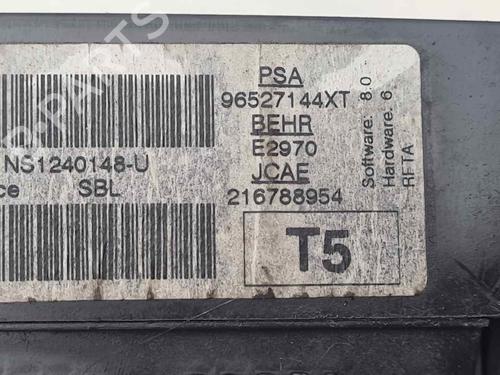 PSA
96527144XT
BEHR
E2970
JCAE
216788954
T5
NS1240148-U
ce SBL
Software: 8.0
Hardware: 6
RFTA